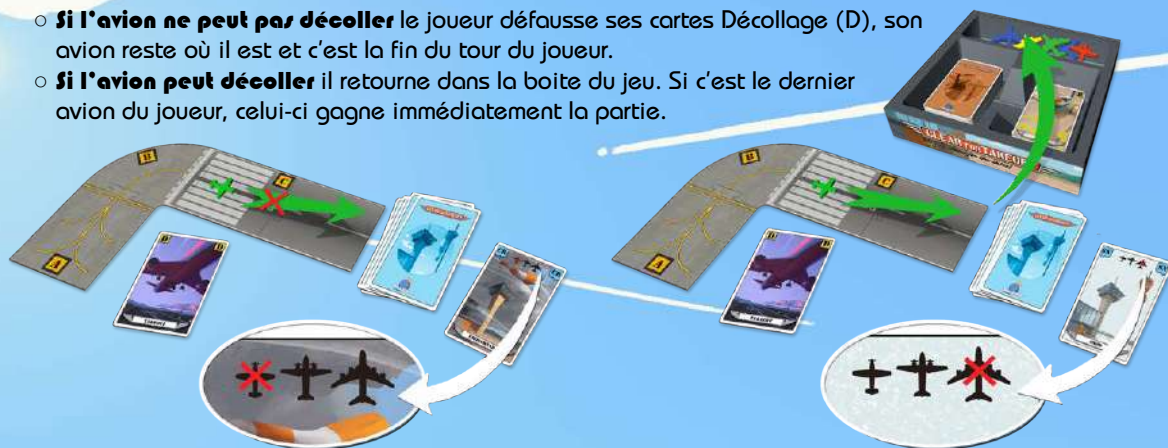 ○ Si l'avion ne peut pas décoller le joueur défausse ses cartes Décollage (D), son
avion reste où il est et c'est la fin du tour du joueur.
○ Si l'avion peut décoller il retourne dans la boite du jeu. Si c'est le dernier
avion du joueur, celui-ci gagne immédiatement la partie.
B
C
A
D
D
B
C
A
D
D